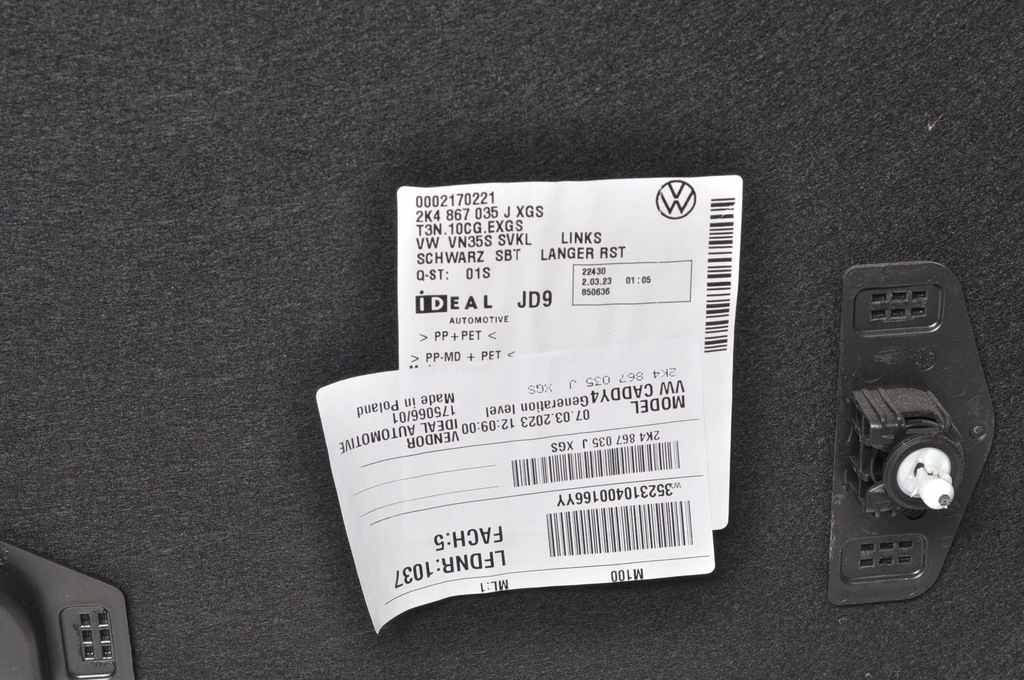 0002170221
2K4 867 035 J XGS
T3N.10CG.EXGS
VW VN35S SVKL LINKS
SCHWARZ SBT LANGER RST
Q-ST: 01S
22430
2.03.23 01:05
850636
iDEAL JD9
AUTOMOTIVE
> PP+PET <
> PP-MD + PET <
M100
ML:1
LFDNR:1037
FACH:5
W352310400166YY
2K4 867 035 J XGS
VENDOR
IDEAL AUTOMOTIVE
175066/01
Made in Poland
07.03.2023 12:09:00
MODEL
VW CADDY4 Generation level
2K4 867 035 J XGS